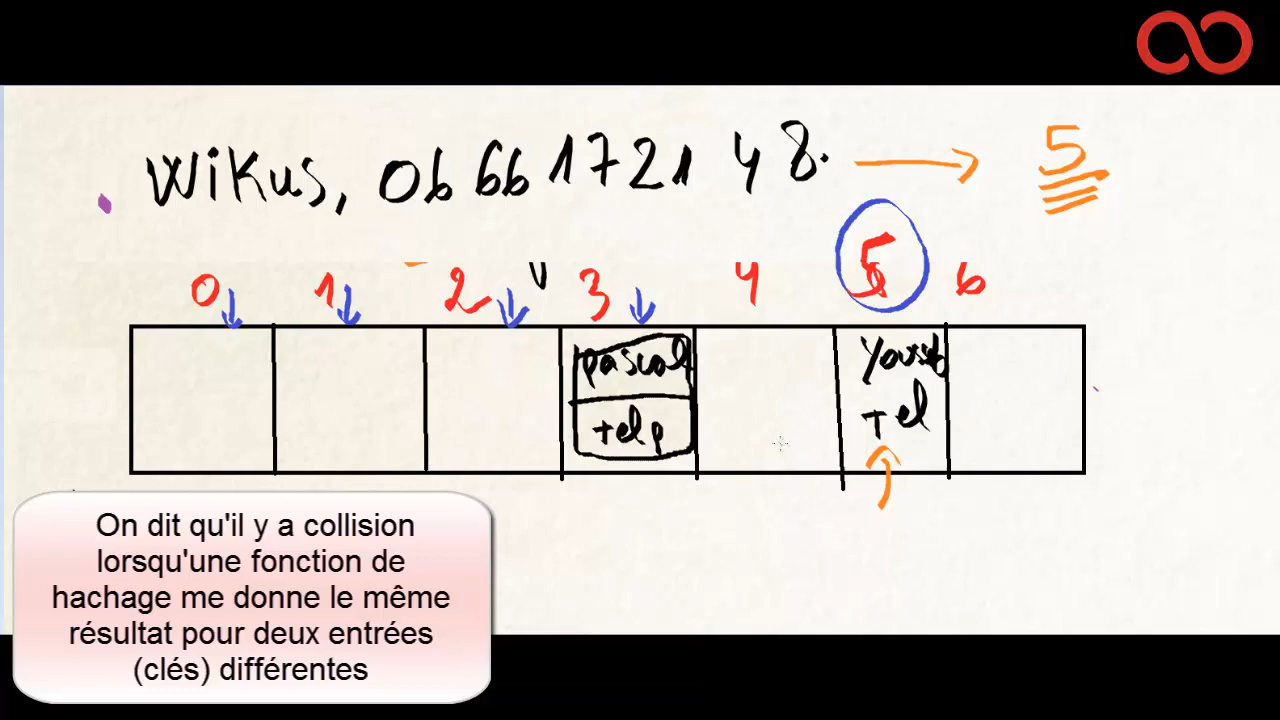 Wikus, 06 66 17 21 48. → 5
0 1 2 3 4 5 6
pascal
tel p
tel
On dit qu'il y a collision
lorsqu'une fonction de
hachage me donne le même
résultat pour deux entrées
(clés) différentes